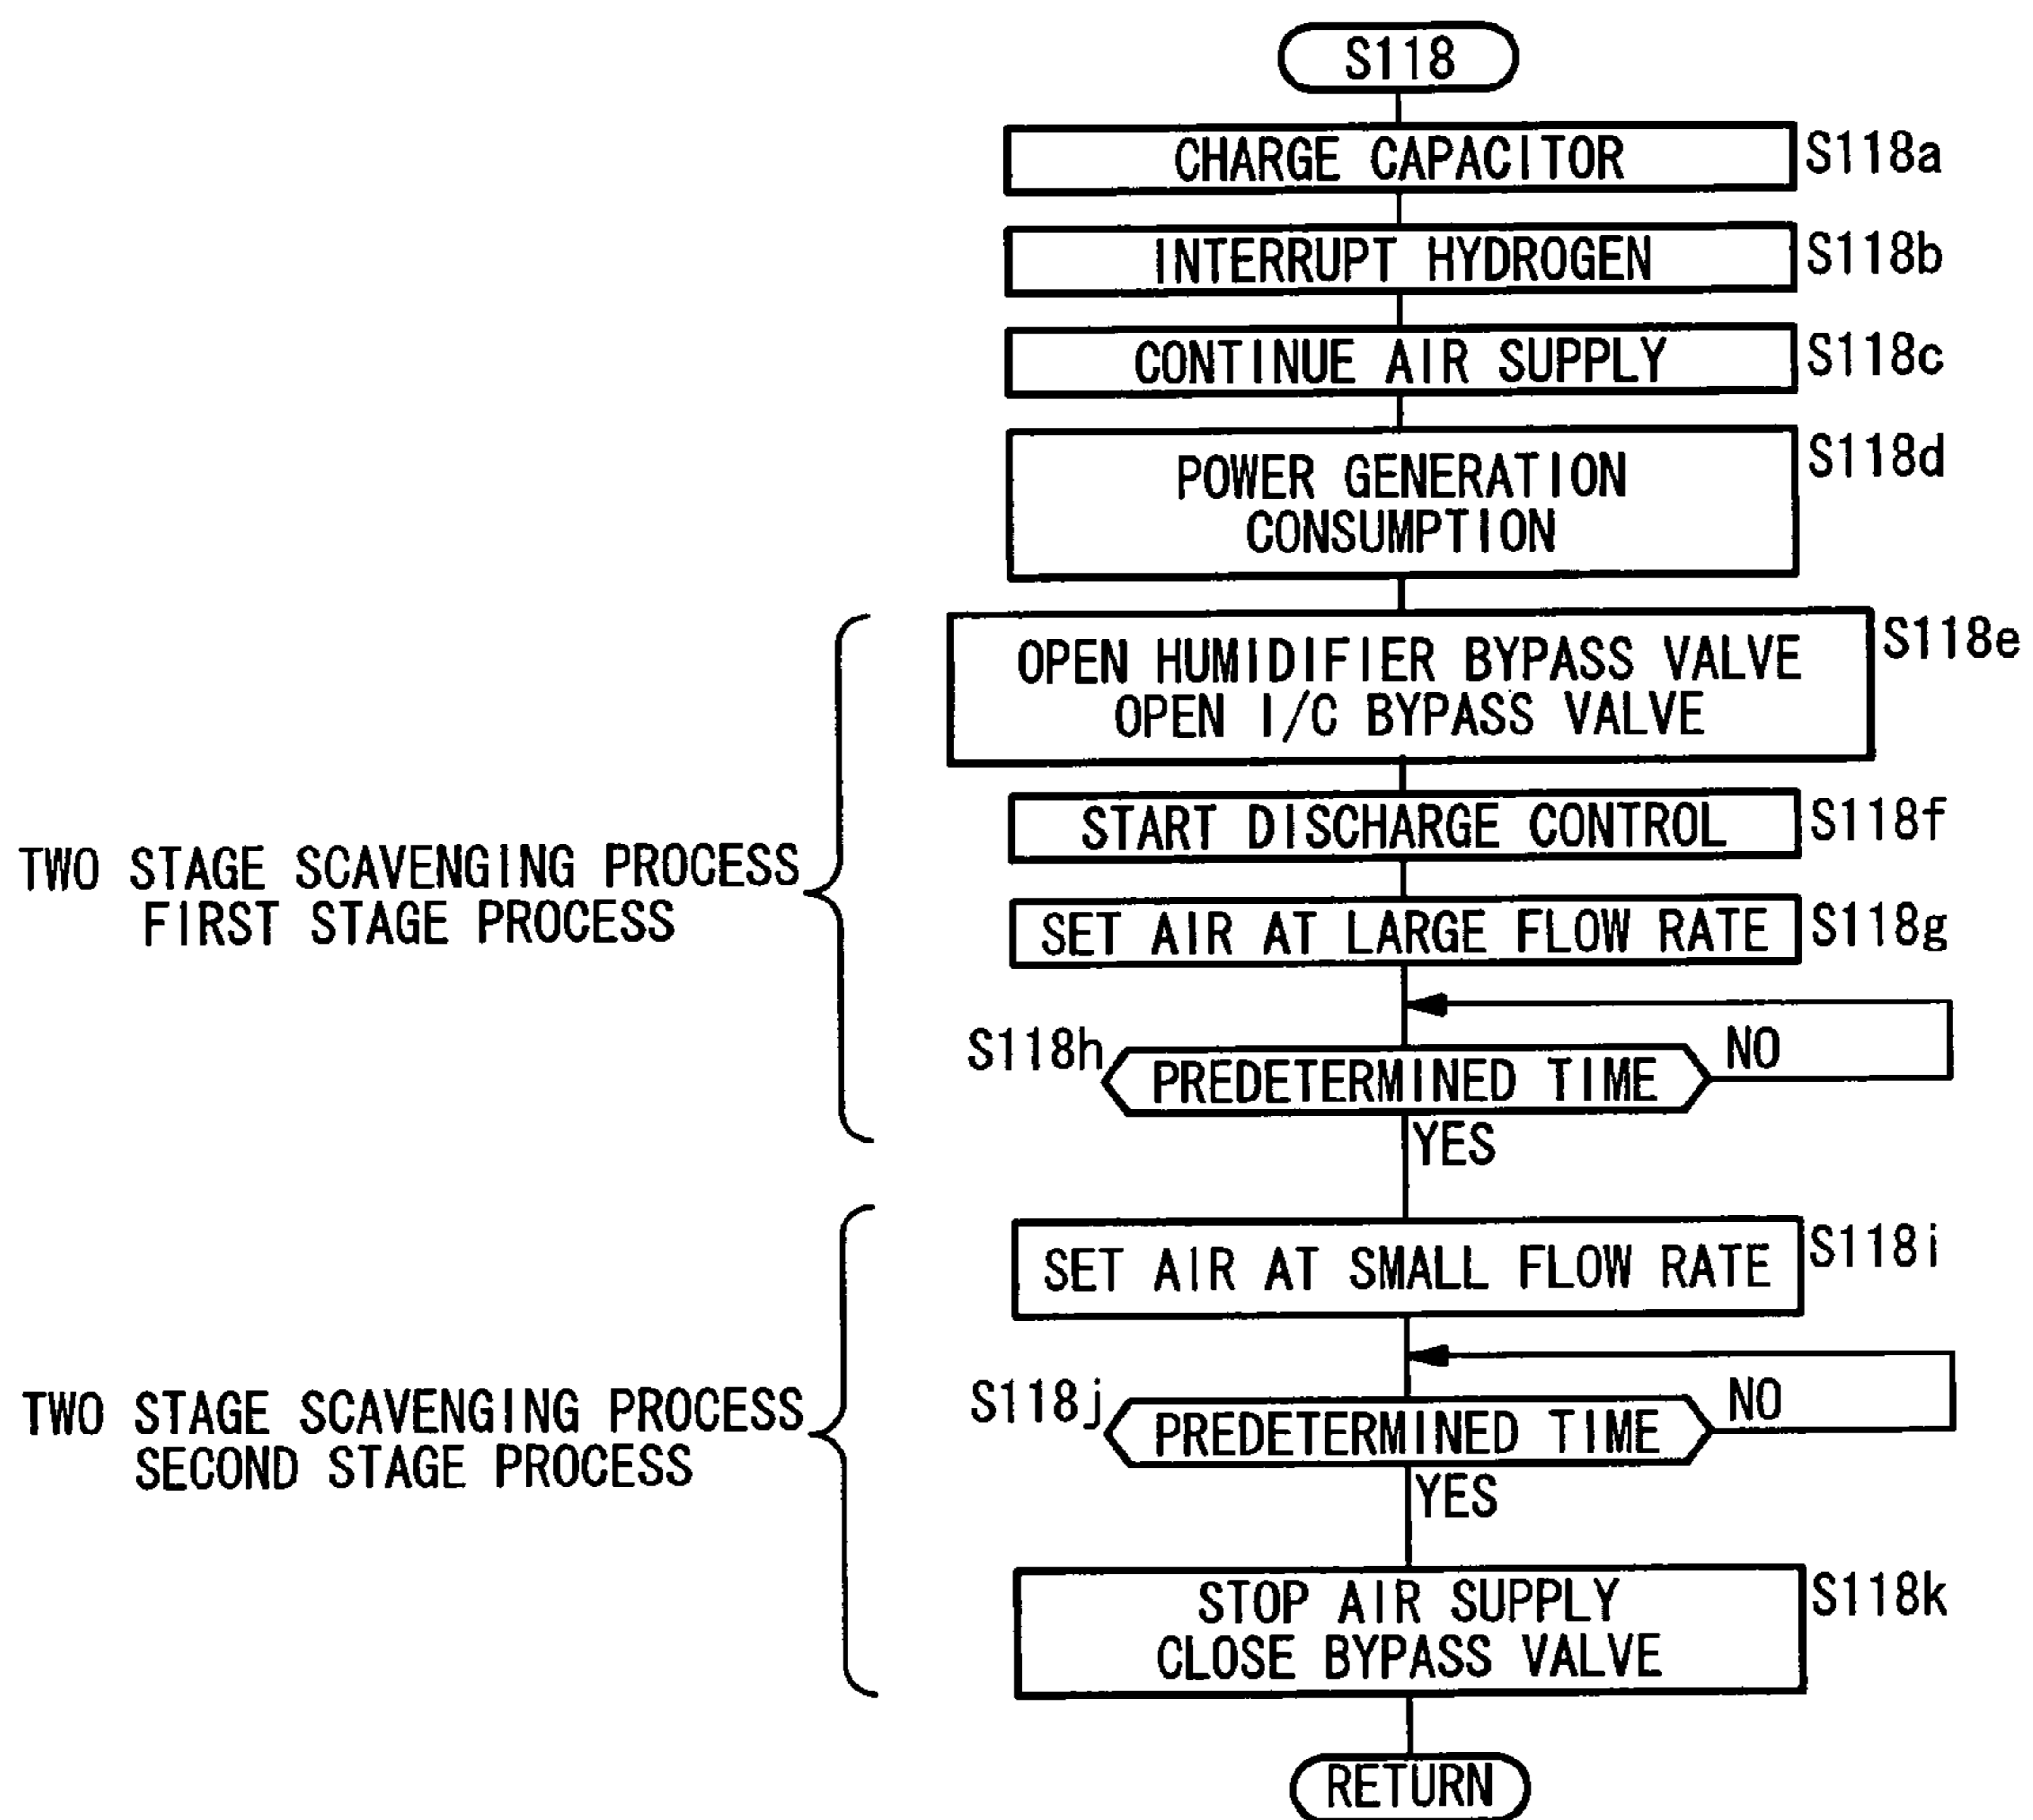 S118
CHARGE CAPACITOR
S118a
INTERRUPT HYDROGEN
S118b
CONTINUE AIR SUPPLY
S118c
POWER GENERATION
CONSUMPTION
S118d
OPEN HUMIDIFIER BYPASS VALVE
OPEN I/C BYPASS VALVE
S118e
START DISCHARGE CONTROL
S118f
TWO STAGE SCAVENGING PROCESS
FIRST STAGE PROCESS
SET AIR AT LARGE FLOW RATE
S118g
S118h
PREDETERMINED TIME
NO
YES
SET AIR AT SMALL FLOW RATE
S118i
TWO STAGE SCAVENGING PROCESS
SECOND STAGE PROCESS
S118j
PREDETERMINED TIME
NO
YES
STOP AIR SUPPLY
CLOSE BYPASS VALVE
S118k
RETURN